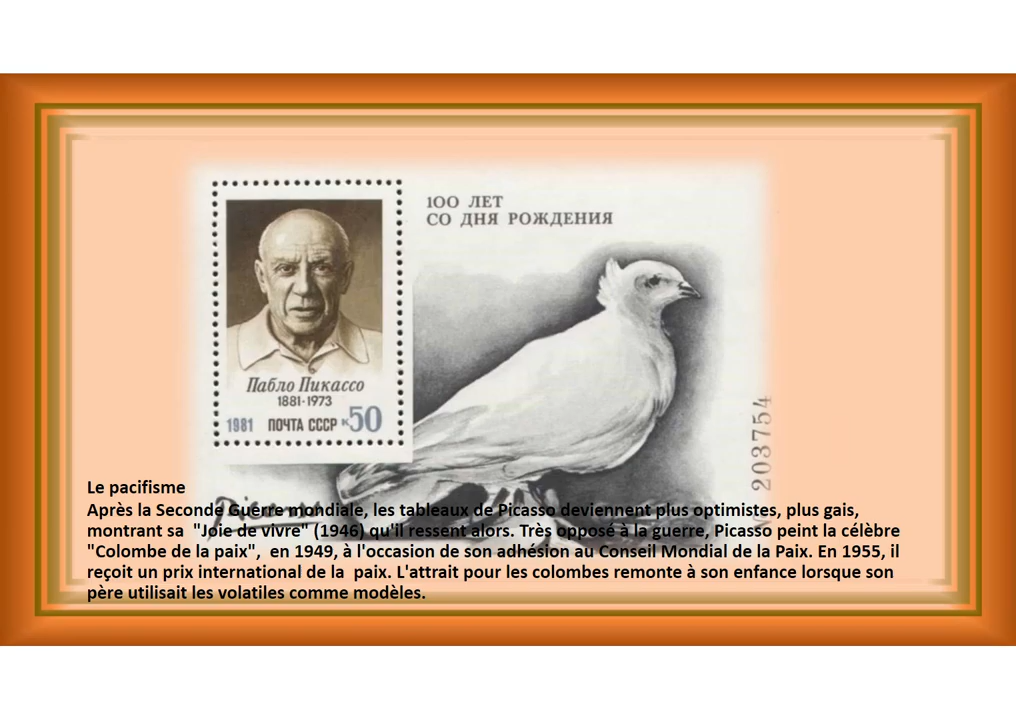 100 ЛЕТ
СО ДНЯ РОЖДЕНИЯ
Пабло Пикассо
1881-1973
1981 ПОЧТА СССР к50
203754
Picasso
Le pacifisme
Après la Seconde Guerre mondiale, les tableaux de Picasso deviennent plus optimistes, plus gais,
montrant sa "Joie de vivre" (1946) qu'il ressent alors. Très opposé à la guerre, Picasso peint la célèbre
"Colombe de la paix", en 1949, à l'occasion de son adhésion au Conseil Mondial de la Paix. En 1955, il
reçoit un prix international de la paix. L'attrait pour les colombes remonte à son enfance lorsque son
père utilisait les volatiles comme modèles.